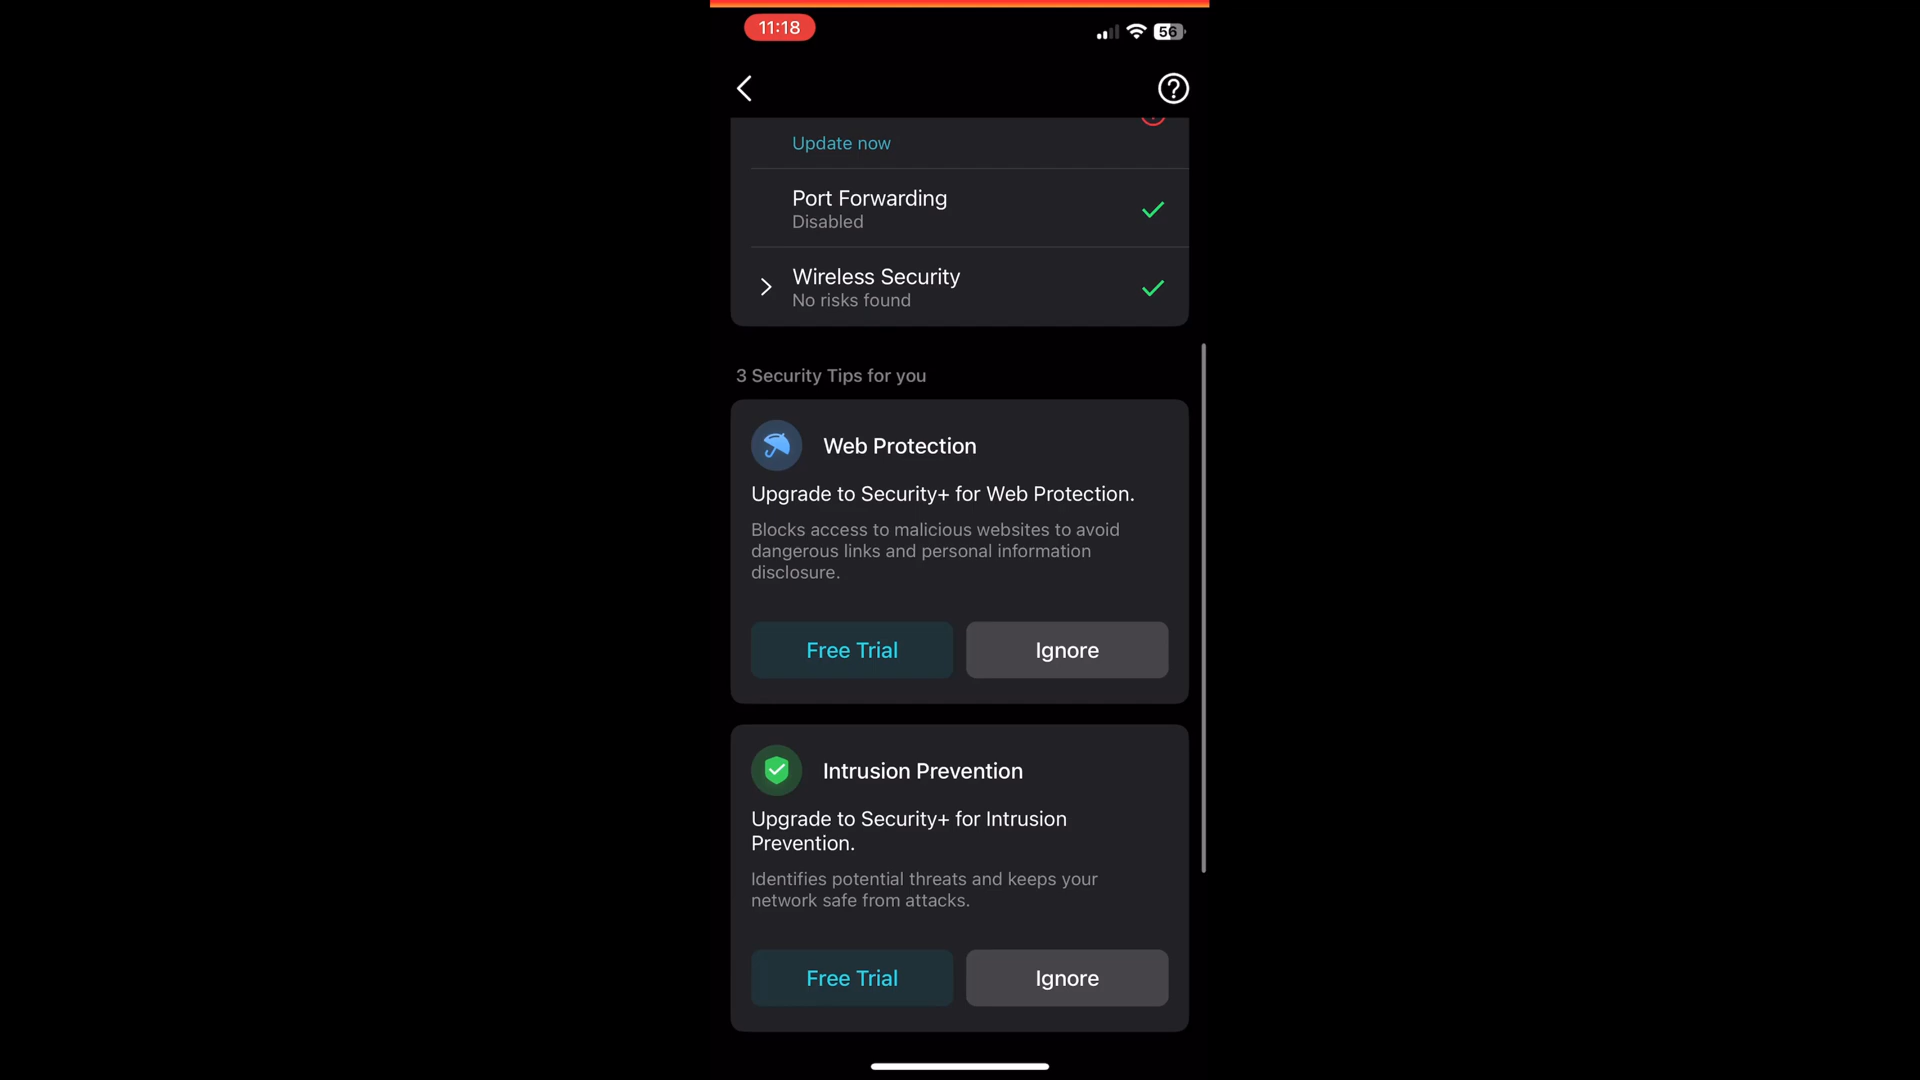 11:18
56
?
Update now
Port Forwarding
Disabled
Wireless Security
No risks found
3 Security Tips for you
Web Protection
Upgrade to Security+ for Web Protection.
Blocks access to malicious websites to avoid
dangerous links and personal information
disclosure.
Free Trial
Ignore
Intrusion Prevention
Upgrade to Security+ for Intrusion
Prevention.
Identifies potential threats and keeps your
network safe from attacks.
Free Trial
Ignore